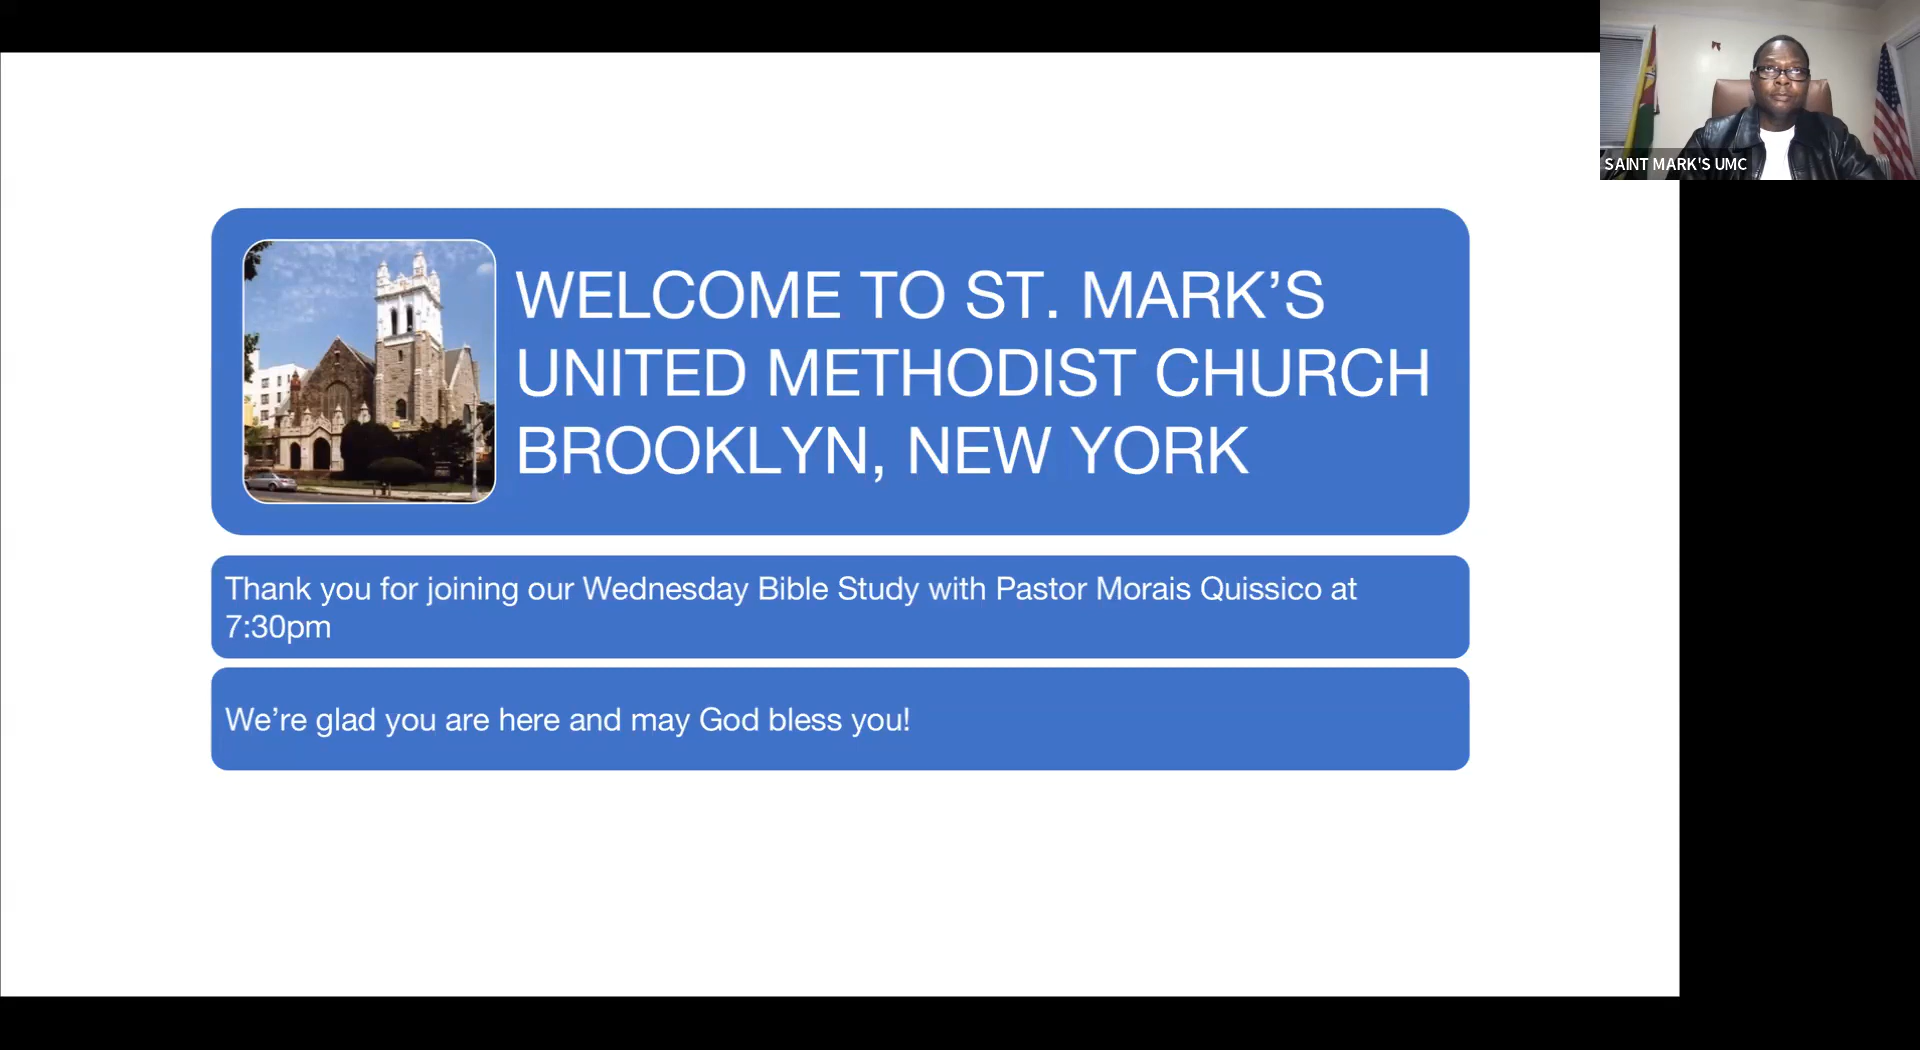 SAINT MARK'S UMC
WELCOME TO ST. MARK’S
UNITED METHODIST CHURCH
BROOKLYN, NEW YORK
Thank you for joining our Wednesday Bible Study with Pastor Morais Quissico at
7:30pm
We’re glad you are here and may God bless you!